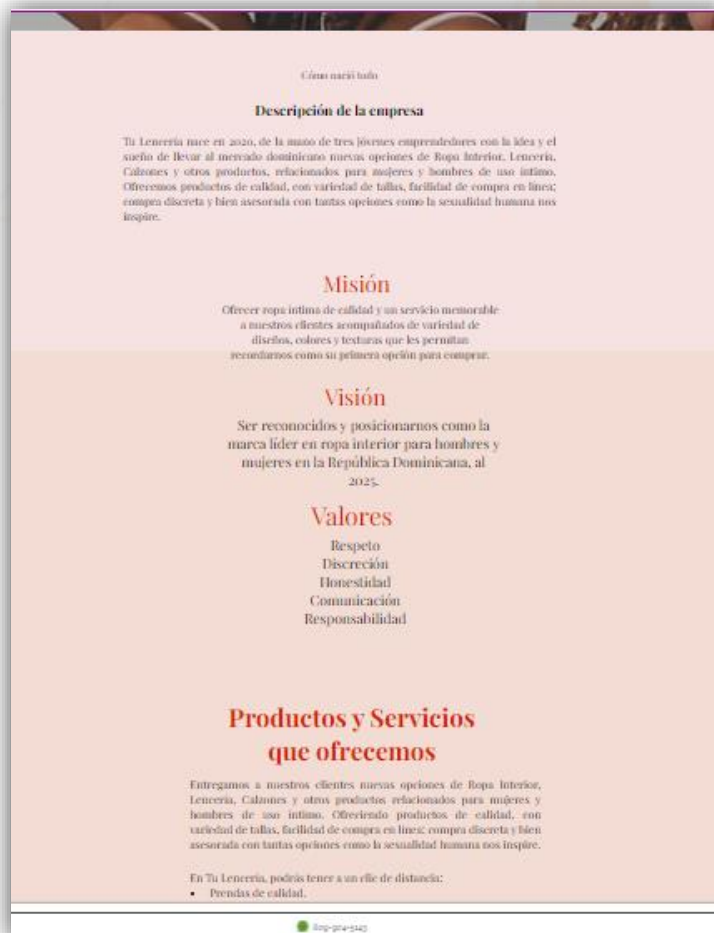 Cómo nació todo
Descripción de la empresa
Tu Lencería nace en 2020, de la mano de tres Jóvenes emprendedores con la idea y el
sueño de llevar al mercado dominicano nuevas opciones de Ropa Interior, Lencería,
Calzones y otros productos, relacionados para mujeres y hombres de uso íntimo.
Ofrecemos productos de calidad, con variedad de tallas, facilidad de compra en línea;
compra discreta y bien asesorada con tantas opciones como la sexualidad humana nos
inspire.
Misión
Ofrecer ropa íntima de calidad y un servicio memorable
a nuestros clientes acompañados de variedad de
diseños, colores y texturas que les permitan
recordarnos como su primera opción para comprar.
Visión
Ser reconocidos y posicionarnos como la
marca líder en ropa interior para hombres y
mujeres en la República Dominicana, al
2025.
Valores
Respeto
Discreción
Honestidad
Comunicación
Responsabilidad
Productos y Servicios
que ofrecemos
Entregamos a nuestros clientes nuevas opciones de Ropa Interior,
Lencería, Calzones y otros productos relacionados para mujeres y
hombres de uso íntimo. Ofreciendo productos de calidad, con
variedad de tallas, facilidad de compra en línea; compra discreta y bien
asesorada con tantas opciones como la sexualidad humana nos inspire.
En Tu Lencería, podrás tener a un clic de distancia:
• Prendas de calidad.